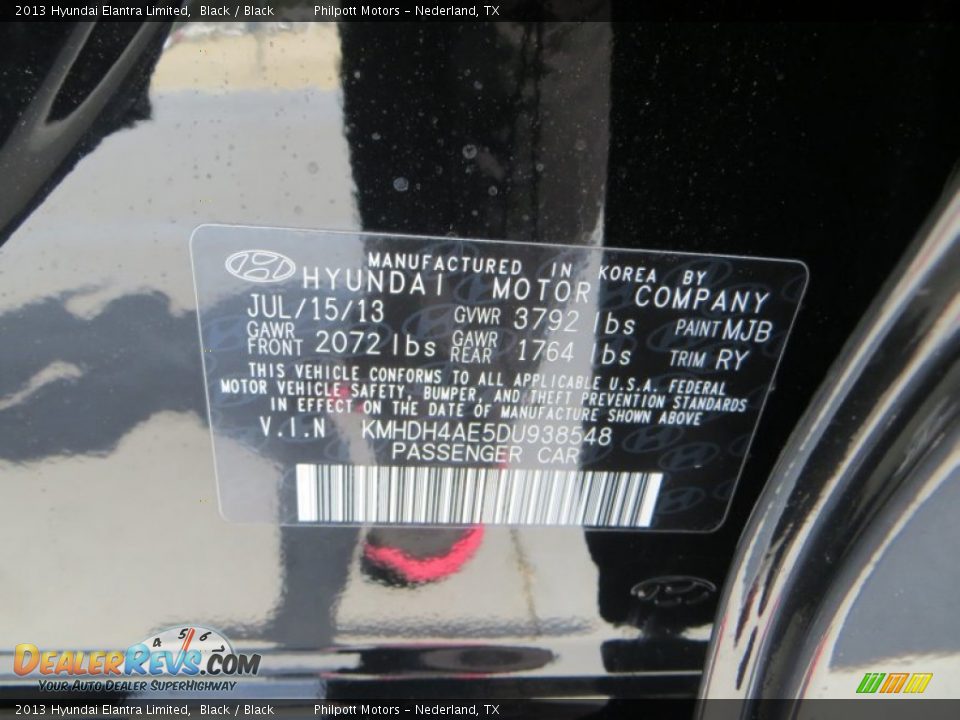 2013 Hyundai Elantra Limited, Black / Black Philpott Motors - Nederland, TX
MANUFACTURED IN KOREA BY
HYUNDAI MOTOR COMPANY
JUL/15/13 GVWR 3792 lbs PAINT MJB
GAWR FRONT 2072 lbs GAWR REAR 1764 lbs TRIM RY
THIS VEHICLE CONFORMS TO ALL APPLICABLE U.S.A. FEDERAL
MOTOR VEHICLE SAFETY, BUMPER, AND THEFT PREVENTION STANDARDS
IN EFFECT ON THE DATE OF MANUFACTURE SHOWN ABOVE
V.I.N KMHDH4AE5DU938548
PASSENGER CAR
4 5 6 7
DEALERREVS.COM
YOUR AUTO DEALER SUPERHIGHWAY
2013 Hyundai Elantra Limited, Black / Black Philpott Motors - Nederland, TX